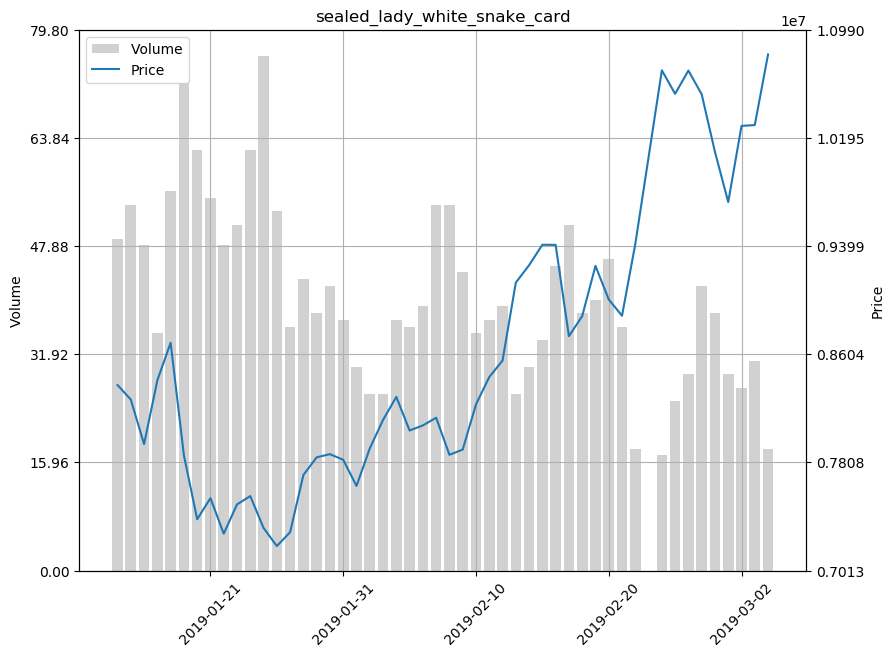 sealed_lady_white_snake_card
1e7
Volume
Price
79.80
63.84
47.88
31.92
15.96
0.00
Volume
1.0990
1.0195
0.9399
0.8604
0.7808
0.7013
Price
2019-01-21
2019-01-31
2019-02-10
2019-02-20
2019-03-02